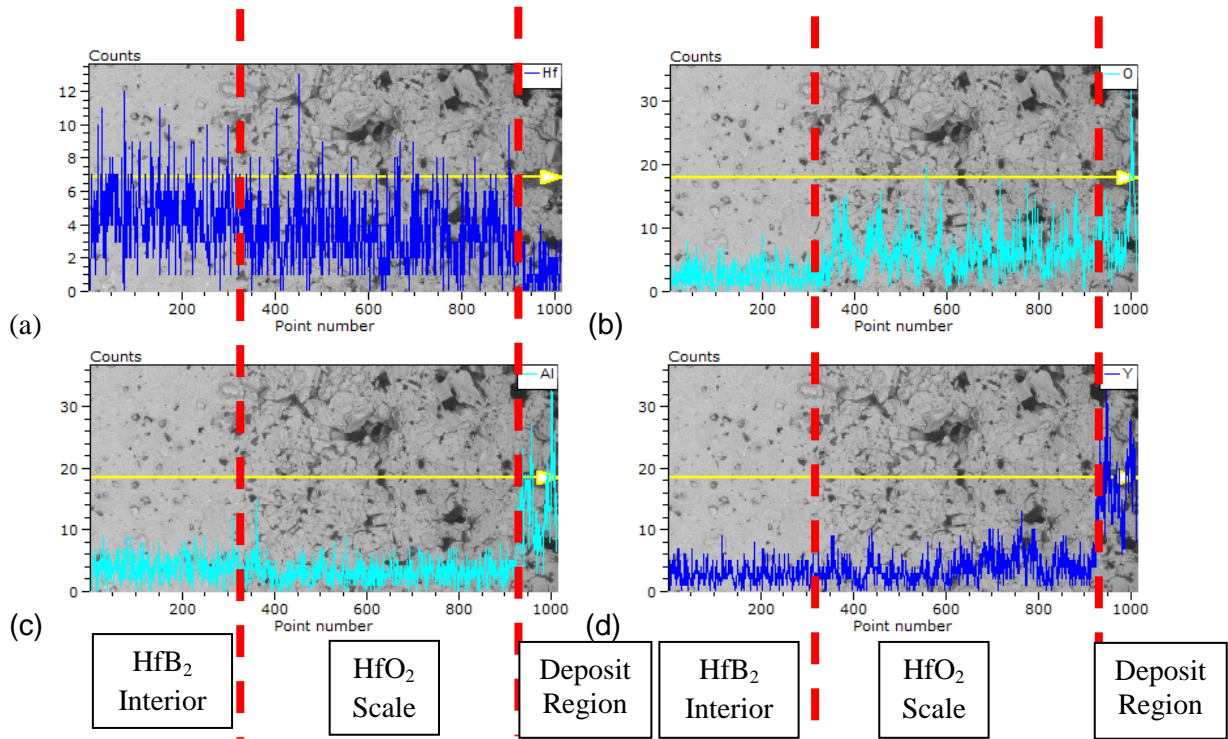 Counts
Hf
12
10
8
6
4
2
0
200
400
600
800
1000
Point number
(a)
Counts
O
30
20
10
0
200
400
600
800
1000
Point number
(b)
Counts
Al
30
20
10
0
200
400
600
800
1000
Point number
(c)
Counts
Y
30
20
10
0
200
400
600
800
1000
Point number
(d)
HfB₂
Interior
HfO₂
Scale
Deposit
Region
HfB₂
Interior
HfO₂
Scale
Deposit
Region